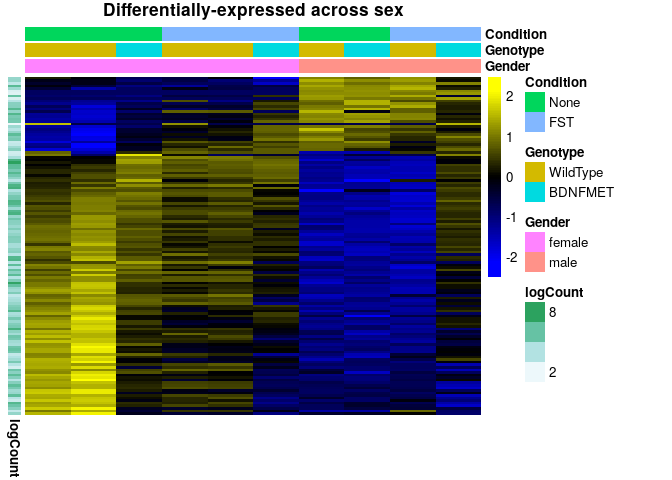 Differentially-expressed across sex
Condition
Genotype
Gender
2
1
0
-1
-2
Condition
None
FST
Genotype
WildType
BDNFMET
Gender
female
male
logCount
8
2
logCount